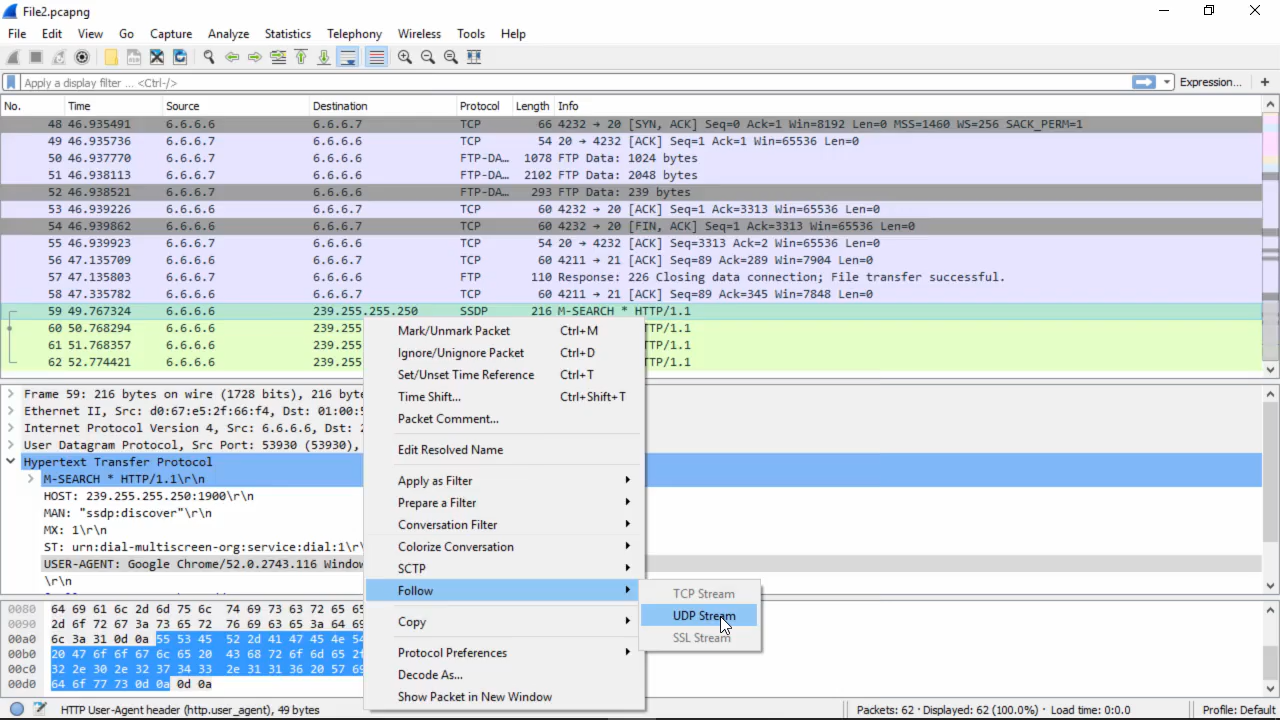 File2.pcapng
File Edit View Go Capture Analyze Statistics Telephony Wireless Tools Help
Apply a display filter ... <Ctrl-/> Expression... +
No. Time Source Destination Protocol Length Info
48 46.935491 6.6.6.6 6.6.6.7 TCP 66 4232 → 20 [SYN, ACK] Seq=0 Ack=1 Win=8192 Len=0 MSS=1460 WS=256 SACK_PERM=1
49 46.935736 6.6.6.7 6.6.6.6 TCP 54 20 → 4232 [ACK] Seq=1 Ack=1 Win=65536 Len=0
50 46.937770 6.6.6.7 6.6.6.6 FTP-DA... 1078 FTP Data: 1024 bytes
51 46.938113 6.6.6.7 6.6.6.6 FTP-DA... 2102 FTP Data: 2048 bytes
52 46.938521 6.6.6.7 6.6.6.6 FTP-DA... 293 FTP Data: 239 bytes
53 46.939226 6.6.6.6 6.6.6.7 TCP 60 4232 → 20 [ACK] Seq=1 Ack=3313 Win=65536 Len=0
54 46.939862 6.6.6.6 6.6.6.7 TCP 60 4232 → 20 [FIN, ACK] Seq=1 Ack=3313 Win=65536 Len=0
55 46.939923 6.6.6.7 6.6.6.6 TCP 54 20 → 4232 [ACK] Seq=3313 Ack=2 Win=65536 Len=0
56 47.135709 6.6.6.6 6.6.6.7 TCP 60 4211 → 21 [ACK] Seq=89 Ack=289 Win=7904 Len=0
57 47.135803 6.6.6.7 6.6.6.6 FTP 110 Response: 226 Closing data connection; File transfer successful.
58 47.335782 6.6.6.6 6.6.6.7 TCP 60 4211 → 21 [ACK] Seq=89 Ack=345 Win=7848 Len=0
59 49.767324 6.6.6.6 239.255.255.250 SSDP 216 M-SEARCH * HTTP/1.1
60 50.768294 6.6.6.6 239.255 TTP/1.1
61 51.768357 6.6.6.6 239.255 TTP/1.1
62 52.774421 6.6.6.6 239.255 TTP/1.1
Mark/Unmark Packet Ctrl+M
Ignore/Unignore Packet Ctrl+D
Set/Unset Time Reference Ctrl+T
Time Shift... Ctrl+Shift+T
Packet Comment...
Edit Resolved Name
Apply as Filter
Prepare a Filter
Conversation Filter
Colorize Conversation
SCTP
Follow
Copy
Protocol Preferences
Decode As...
Show Packet in New Window
TCP Stream
UDP Stream
SSL Stream
Frame 59: 216 bytes on wire (1728 bits), 216 byte
Ethernet II, Src: d0:67:e5:2f:66:f4, Dst: 01:00:5
Internet Protocol Version 4, Src: 6.6.6.6, Dst: 2
User Datagram Protocol, Src Port: 53930 (53930),
Hypertext Transfer Protocol
M-SEARCH * HTTP/1.1\r\n
HOST: 239.255.255.250:1900\r\n
MAN: "ssdp:discover"\r\n
MX: 1\r\n
ST: urn:dial-multiscreen-org:service:dial:1\r\
USER-AGENT: Google Chrome/52.0.2743.116 Window
\r\n
0080 64 69 61 6c 2d 6d 75 6c 74 69 73 63 72 65 65
0090 2d 6f 72 67 3a 73 65 72 76 69 63 65 3a 64 69
00a0 6c 3a 31 0d 0a 55 53 45 52 2d 41 47 45 4e 54
00b0 20 47 6f 6f 67 6c 65 20 43 68 72 6f 6d 65 2f
00c0 32 2e 30 2e 32 37 34 33 2e 31 31 36 20 57 69
00d0 64 6f 77 73 0d 0a 0d 0a
HTTP User-Agent header (http.user_agent), 49 bytes Packets: 62 · Displayed: 62 (100.0%) · Load time: 0:0.0 Profile: Default